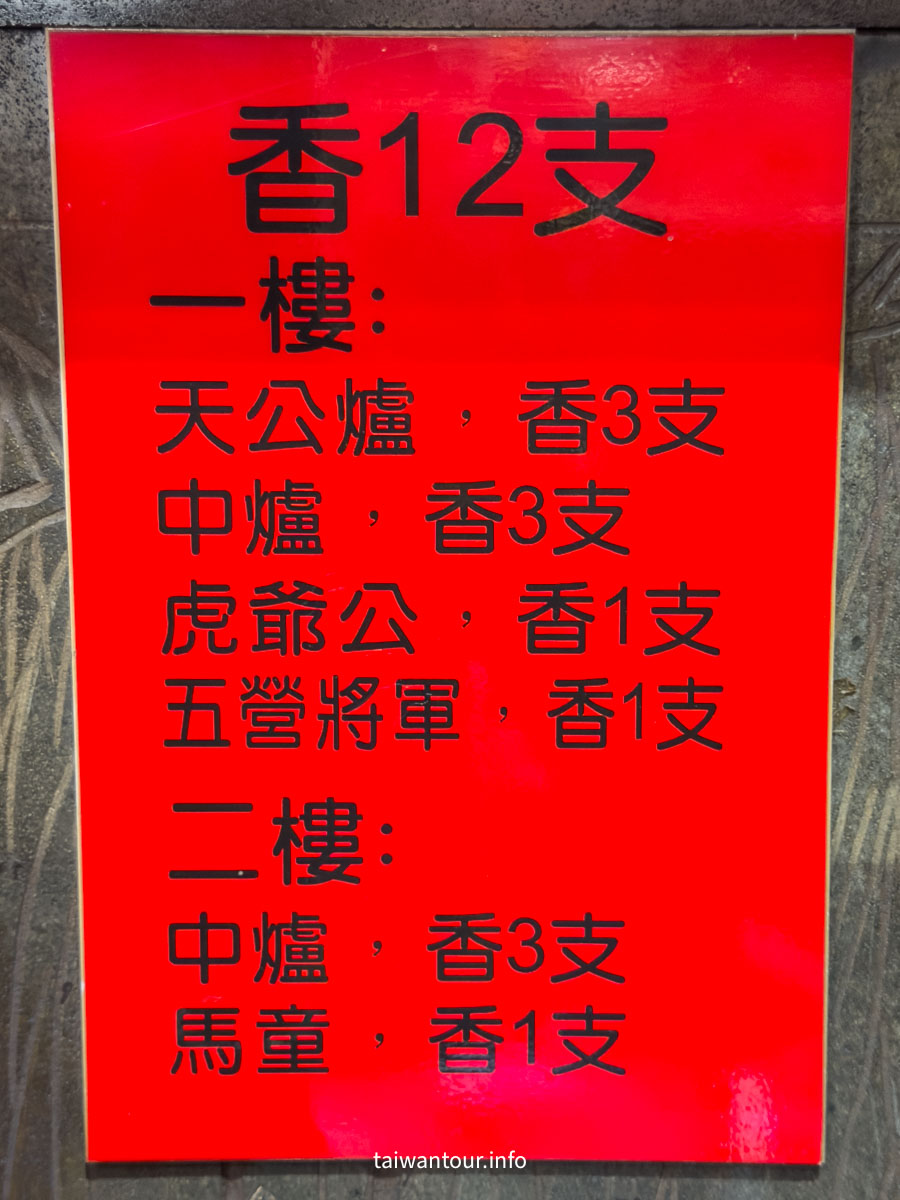 香12支
一樓:
天公爐，香3支
中爐，香3支
虎爺公，香1支
五營將軍，香1支
二樓:
中爐，香3支
馬童，香1支
taiwantour.info